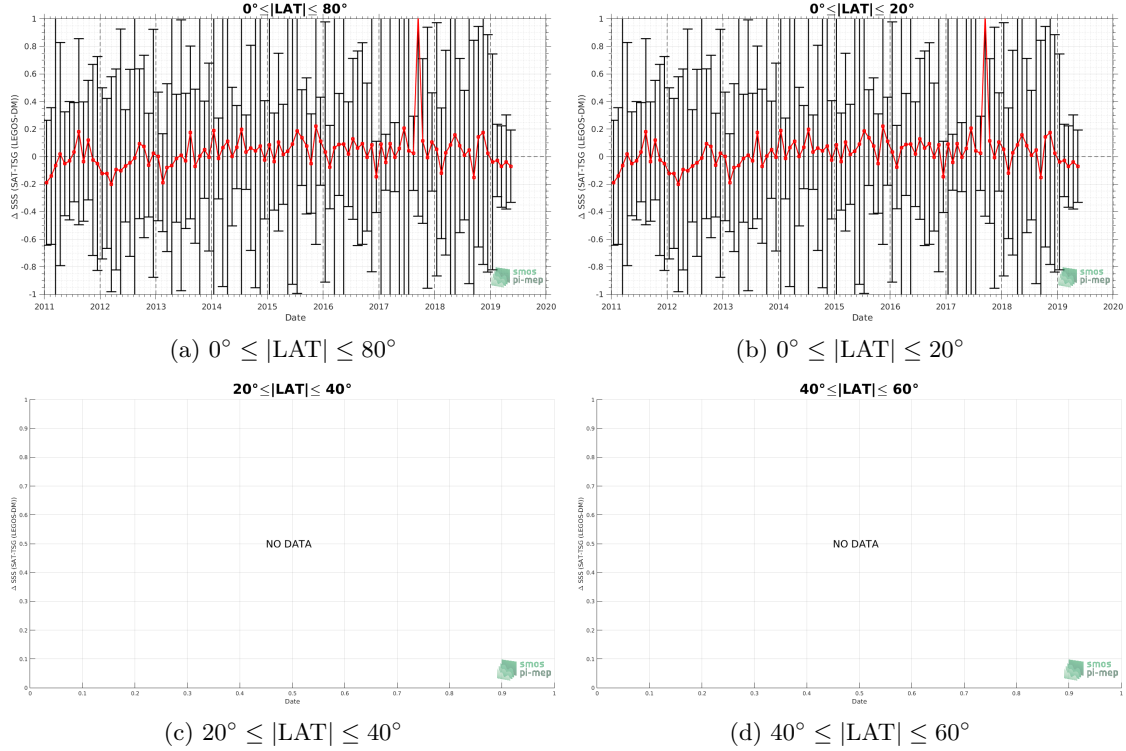 0°≤|LAT|≤ 80°
Δ SSS (SAT-TSG (LEGOS-DM))
1
0.8
0.6
0.4
0.2
0
-0.2
-0.4
-0.6
-0.8
-1
2011 2012 2013 2014 2015 2016 2017 2018 2019 2020
Date
smos
pi-mep
(a) 0° ≤ |LAT| ≤ 80°
0°≤|LAT|≤ 20°
Δ SSS (SAT-TSG (LEGOS-DM))
1
0.8
0.6
0.4
0.2
0
-0.2
-0.4
-0.6
-0.8
-1
2011 2012 2013 2014 2015 2016 2017 2018 2019 2020
Date
smos
pi-mep
(b) 0° ≤ |LAT| ≤ 20°
20°≤|LAT|≤ 40°
Δ SSS (SAT-TSG (LEGOS-DM))
1
0.9
0.8
0.7
0.6
0.5
0.4
0.3
0.2
0.1
0
NO DATA
0 0.1 0.2 0.3 0.4 0.5 0.6 0.7 0.8 0.9 1
Date
smos
pi-mep
(c) 20° ≤ |LAT| ≤ 40°
40°≤|LAT|≤ 60°
Δ SSS (SAT-TSG (LEGOS-DM))
1
0.9
0.8
0.7
0.6
0.5
0.4
0.3
0.2
0.1
0
NO DATA
0 0.1 0.2 0.3 0.4 0.5 0.6 0.7 0.8 0.9 1
Date
smos
pi-mep
(d) 40° ≤ |LAT| ≤ 60°